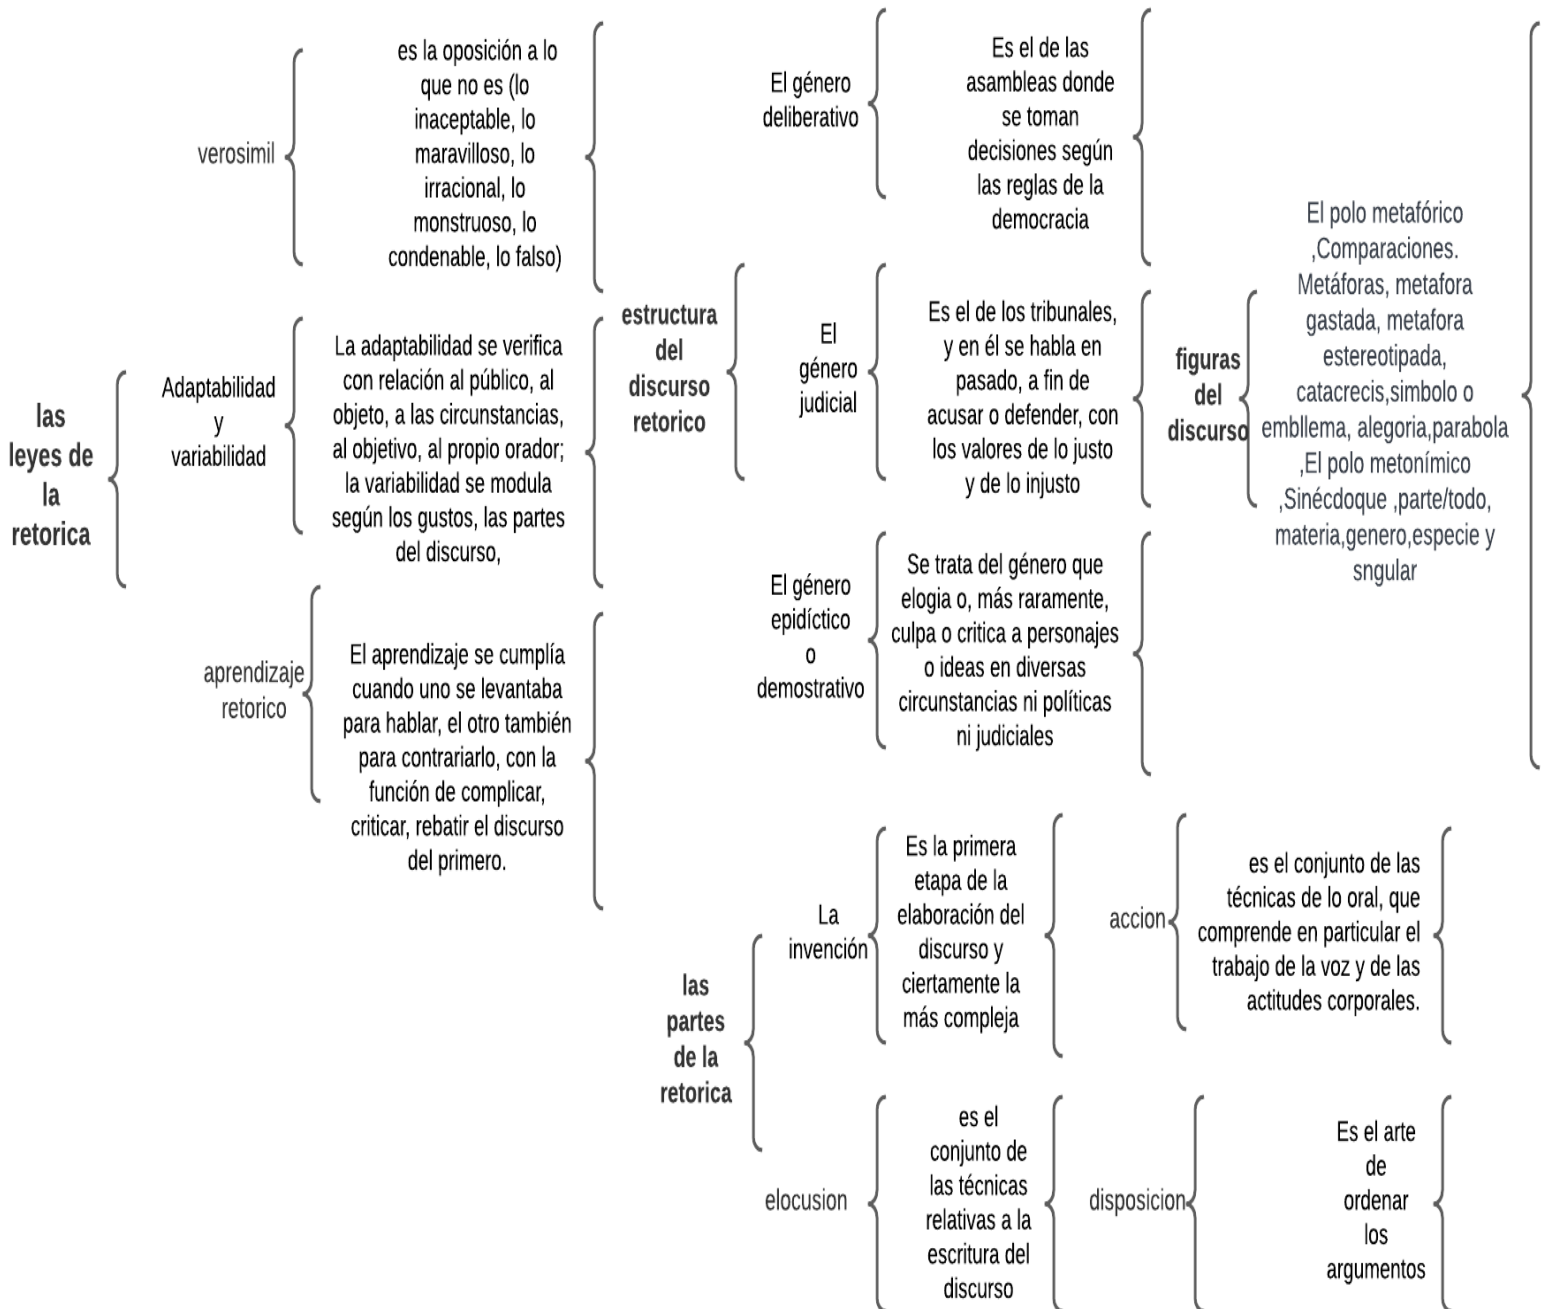 las
leyes de
la
retorica
verosimil
es la oposición a lo
que no es (lo
inaceptable, lo
maravilloso, lo
irracional, lo
monstruoso, lo
condenable, lo falso)
Adaptabilidad
y
variabilidad
La adaptabilidad se verifica
con relación al público, al
objeto, a las circunstancias,
al objetivo, al propio orador;
la variabilidad se modula
según los gustos, las partes
del discurso,
aprendizaje
retorico
El aprendizaje se cumplía
cuando uno se levantaba
para hablar, el otro también
para contrariarlo, con la
función de complicar,
criticar, rebatir el discurso
del primero.
estructura
del
discurso
retorico
El género
deliberativo
Es el de las
asambleas donde
se toman
decisiones según
las reglas de la
democracia
El
género
judicial
Es el de los tribunales,
y en él se habla en
pasado, a fin de
acusar o defender, con
los valores de lo justo
y de lo injusto
El género
epidíctico
o
demostrativo
Se trata del género que
elogia o, más raramente,
culpa o critica a personajes
o ideas en diversas
circunstancias ni políticas
ni judiciales
figuras
del
discurso
El polo metafórico
,Comparaciones.
Metáforas, metafora
gastada, metafora
estereotipada,
catacrecis,simbolo o
embllema, alegoria,parabola
,El polo metonímico
,Sinécdoque ,parte/todo,
materia,genero,especie y
sngular
las
partes
de la
retorica
La
invención
Es la primera
etapa de la
elaboración del
discurso y
ciertamente la
más compleja
accion
es el conjunto de las
técnicas de lo oral, que
comprende en particular el
trabajo de la voz y de las
actitudes corporales.
elocusion
es el
conjunto de
las técnicas
relativas a la
escritura del
discurso
disposicion
Es el arte
de
ordenar
los
argumentos